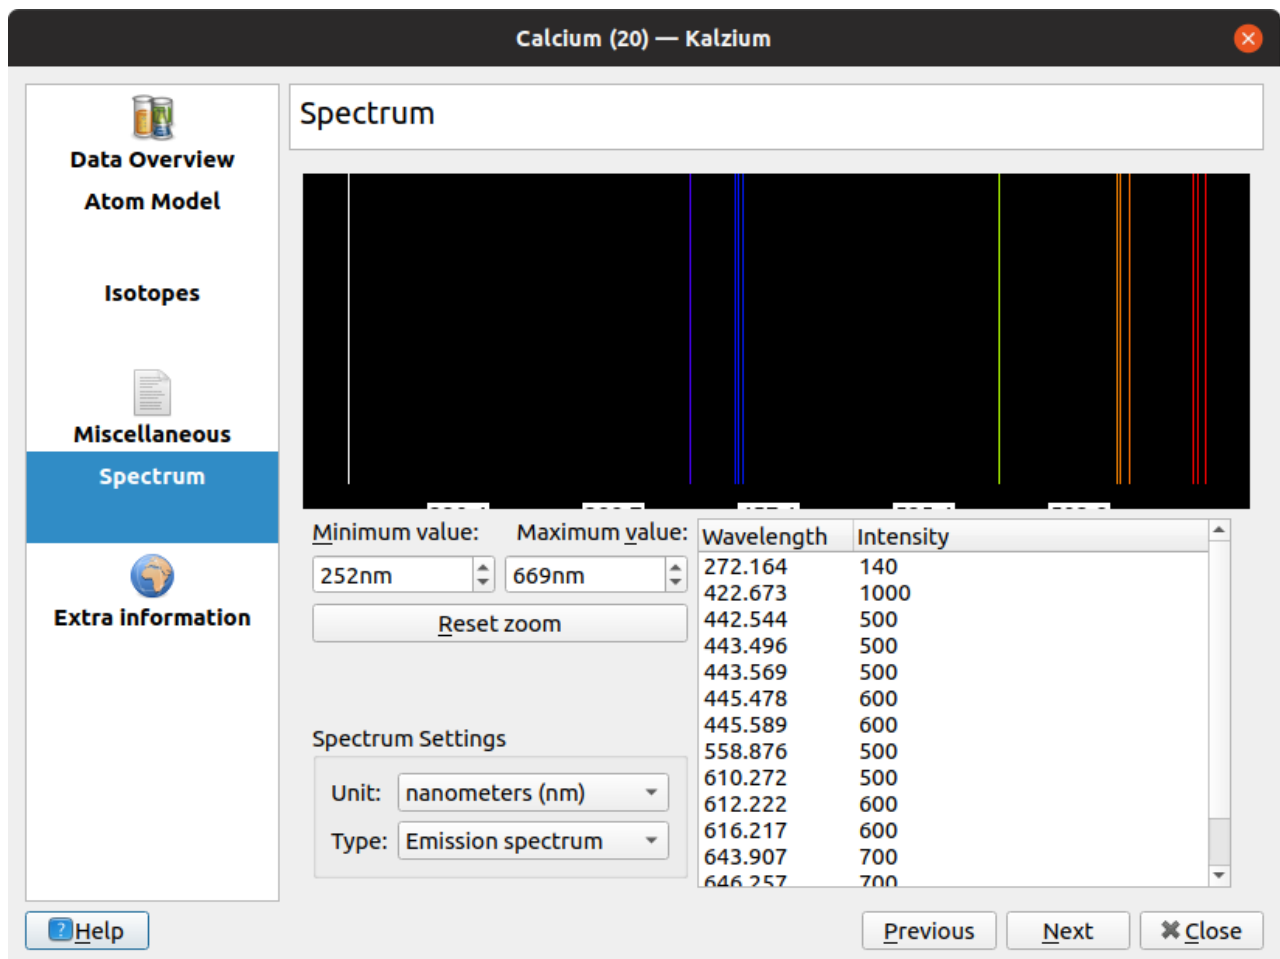 Calcium (20) — Kalzium
Data Overview
Atom Model
Isotopes
Miscellaneous
Spectrum
Extra information
Spectrum
Minimum value: Maximum value:
252nm 669nm
Reset zoom
Spectrum Settings
Unit: nanometers (nm)
Type: Emission spectrum
Wavelength Intensity
272.164 140
422.673 1000
442.544 500
443.496 500
443.569 500
445.478 600
445.589 600
558.876 500
610.272 500
612.222 600
616.217 600
643.907 700
646.257 700
Help
Previous Next Close